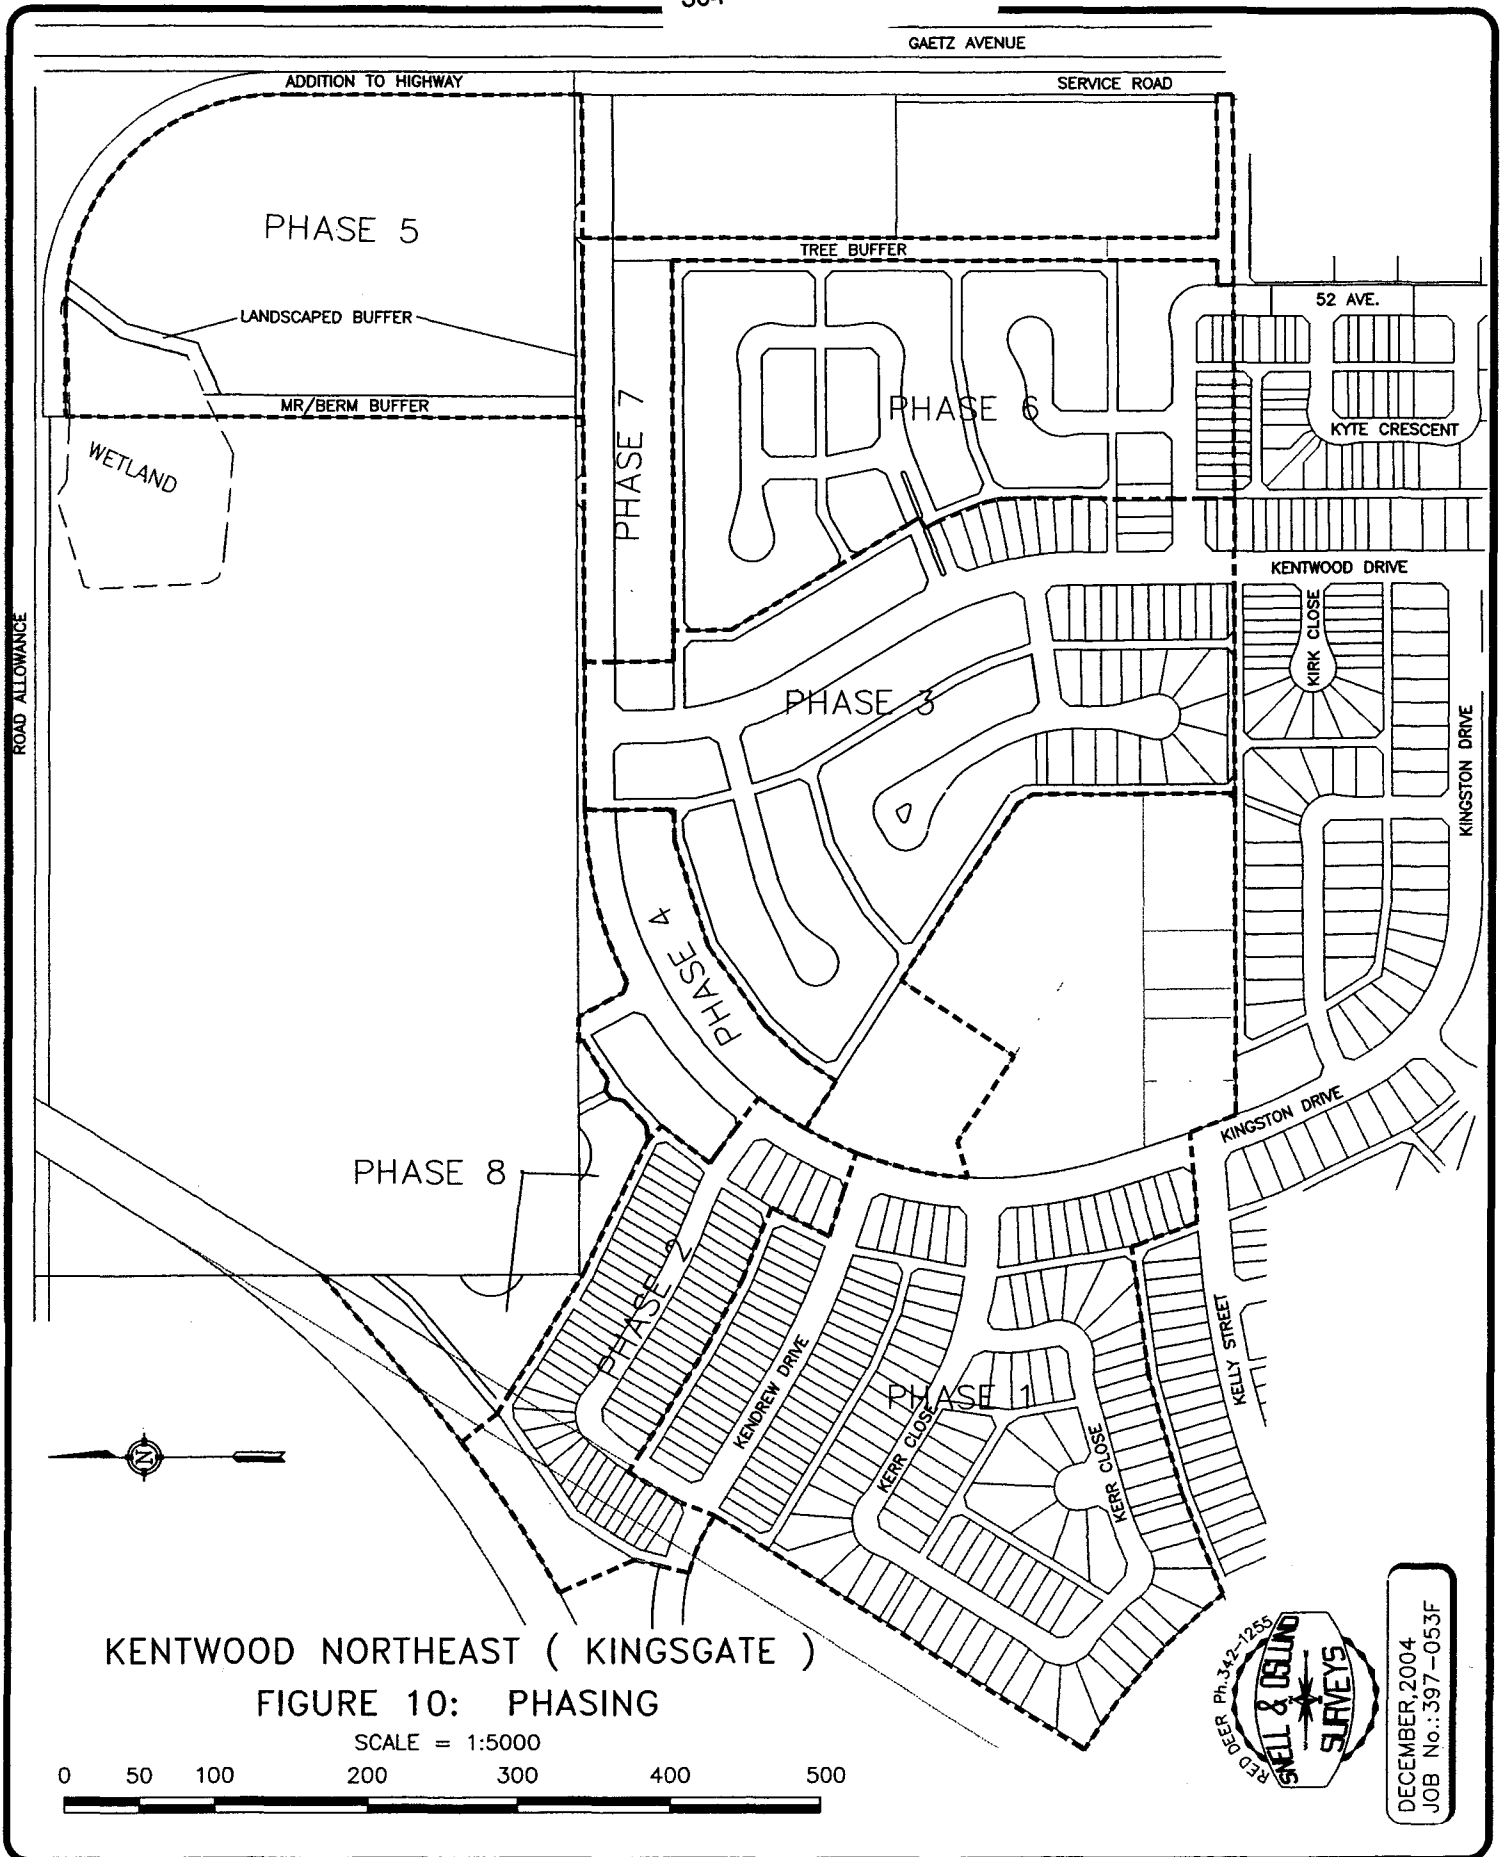 GAETZ AVENUE
ADDITION TO HIGHWAY
SERVICE ROAD
PHASE 5
TREE BUFFER
52 AVE.
LANDSCAPED BUFFER
MR/BERM BUFFER
PHASE 7
PHASE 6
KYTE CRESCENT
WETLAND
KENTWOOD DRIVE
KIRK CLOSE
ROAD ALLOWANCE
PHASE 3
KINGSTON DRIVE
PHASE 4
KINGSTON DRIVE
PHASE 8
PHASE 2
KENDREW DRIVE
PHASE 1
KELLY STREET
KERR CLOSE
KERR CLOSE
N
KENTWOOD NORTHEAST ( KINGSGATE )
FIGURE 10: PHASING
SCALE = 1:5000
0 50 100 200 300 400 500
RED DEER Ph.342-1255
SNELL & OSLUND
SURVEYS
DECEMBER,2004
JOB No.: 397-053F